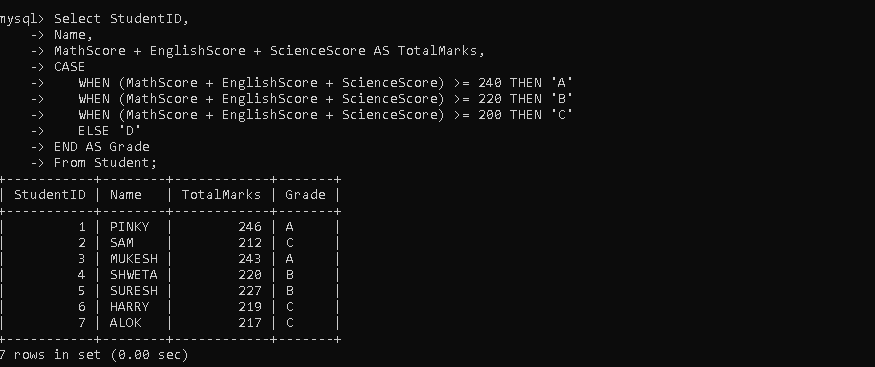 mysql> Select StudentID,
    -> Name,
    -> MathScore + EnglishScore + ScienceScore AS TotalMarks,
    -> CASE
    ->    WHEN (MathScore + EnglishScore + ScienceScore) >= 240 THEN 'A'
    ->    WHEN (MathScore + EnglishScore + ScienceScore) >= 220 THEN 'B'
    ->    WHEN (MathScore + EnglishScore + ScienceScore) >= 200 THEN 'C'
    ->    ELSE 'D'
    -> END AS Grade
    -> From Student;
+-----------+--------+------------+-------+
| StudentID | Name   | TotalMarks | Grade |
+-----------+--------+------------+-------+
|         1 | PINKY  |        246 | A     |
|         2 | SAM    |        212 | C     |
|         3 | MUKESH |        243 | A     |
|         4 | SHWETA |        220 | B     |
|         5 | SURESH |        227 | B     |
|         6 | HARRY  |        219 | C     |
|         7 | ALOK   |        217 | C     |
+-----------+--------+------------+-------+
7 rows in set (0.00 sec)